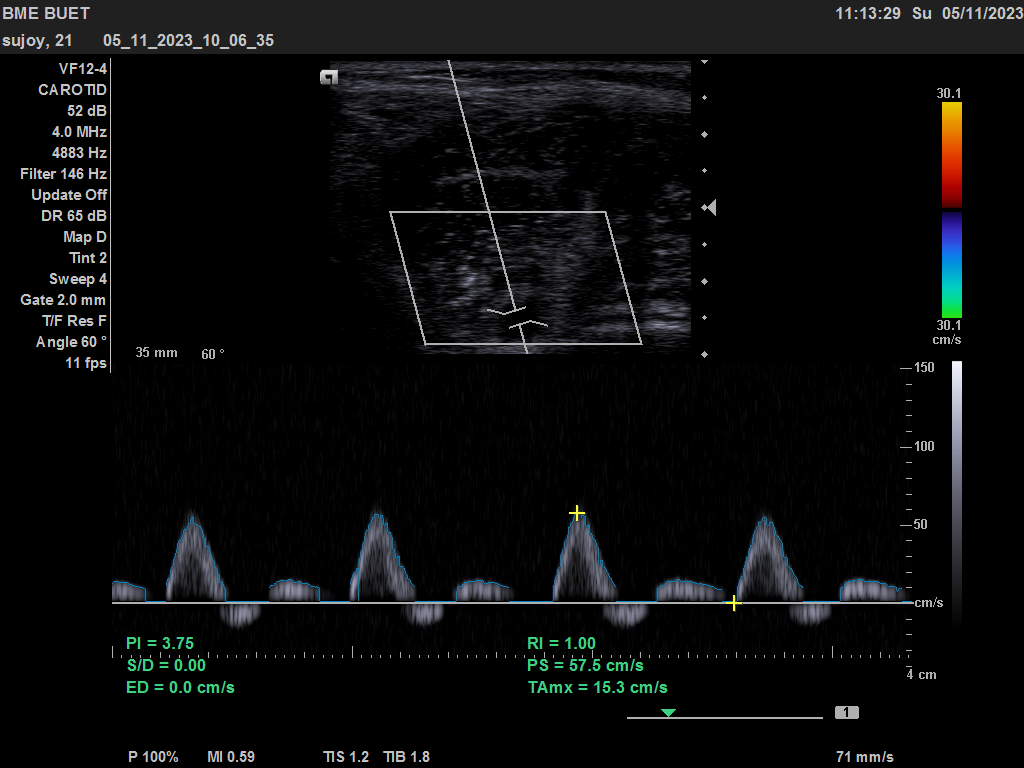 BME BUET
11:13:29 Su 05/11/2023
sujoy, 21 05_11_2023_10_06_35
VF12-4
CAROTID
52 dB
4.0 MHz
4883 Hz
Filter 146 Hz
Update Off
DR 65 dB
Map D
Tint 2
Sweep 4
Gate 2.0 mm
T/F Res F
Angle 60 °
11 fps
35 mm 60 °
30.1
30.1
cm/s
150
100
50
cm/s
4 cm
PI = 3.75
S/D = 0.00
ED = 0.0 cm/s
RI = 1.00
PS = 57.5 cm/s
TAmx = 15.3 cm/s
1
P 100% MI 0.59 TIS 1.2 TIB 1.8 71 mm/s